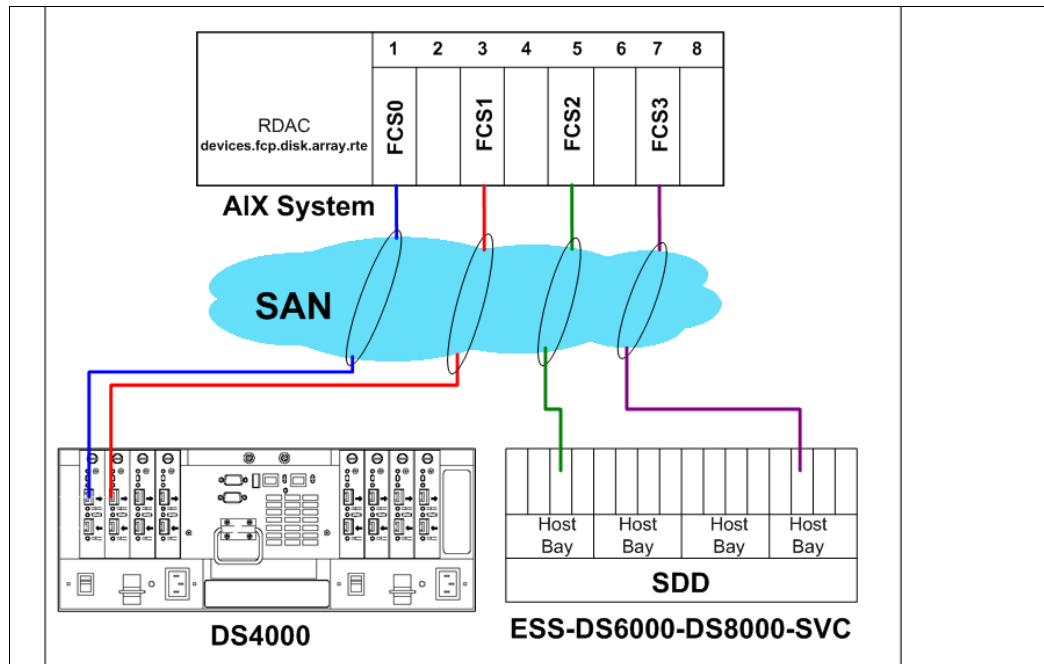 1 2 3 4 5 6 7 8
FCS0 FCS1 FCS2 FCS3
RDAC
devices.fcp.disk.array.rte
AIX System
SAN
Host Bay
Host Bay
Host Bay
Host Bay
SDD
DS4000
ESS-DS6000-DS8000-SVC